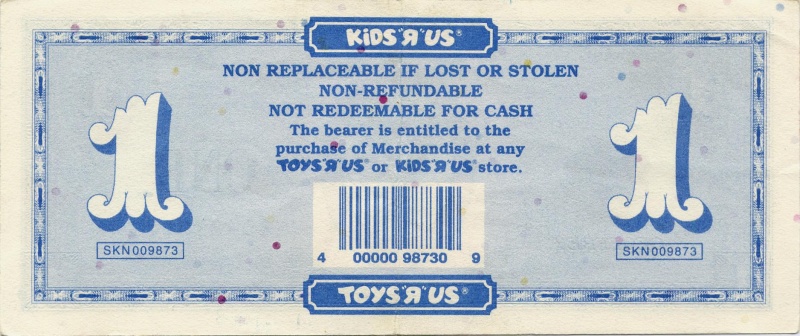 KiDS "R" US®
NON REPLACEABLE IF LOST OR STOLEN
NON-REFUNDABLE
NOT REDEEMABLE FOR CASH
The bearer is entitled to the
purchase of Merchandise at any
TOYS "R" US® or KiDS "R" US® store.
1
1
SKN009873
SKN009873
4 00000 98730 9
TOYS "R" US®